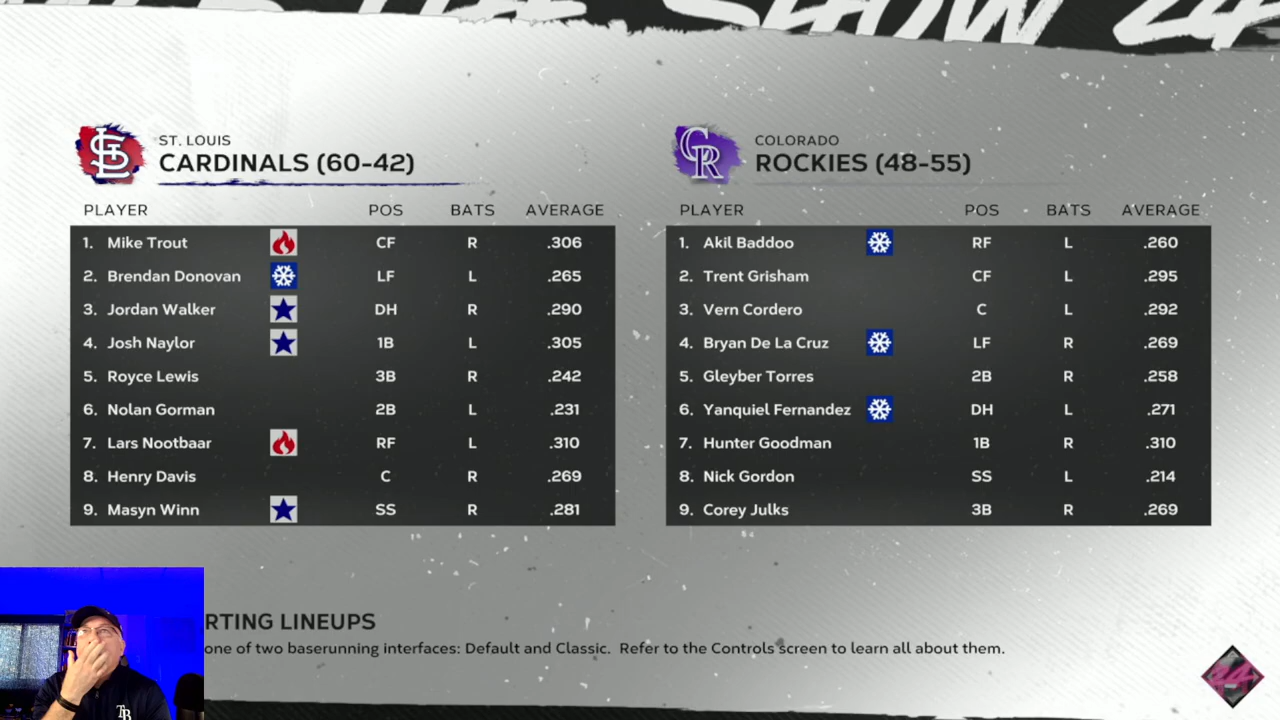 SHOW 24
ST. LOUIS
CARDINALS (60-42)
PLAYER POS BATS AVERAGE
1. Mike Trout CF R .306
2. Brendan Donovan LF L .265
3. Jordan Walker DH R .290
4. Josh Naylor 1B L .305
5. Royce Lewis 3B R .242
6. Nolan Gorman 2B L .231
7. Lars Nootbaar RF L .310
8. Henry Davis C R .269
9. Masyn Winn SS R .281
COLORADO
ROCKIES (48-55)
PLAYER POS BATS AVERAGE
1. Akil Baddoo RF L .260
2. Trent Grisham CF L .295
3. Vern Cordero C L .292
4. Bryan De La Cruz LF R .269
5. Gleyber Torres 2B R .258
6. Yanquiel Fernandez DH L .271
7. Hunter Goodman 1B R .310
8. Nick Gordon SS L .214
9. Corey Julks 3B R .269
RTING LINEUPS
one of two baserunning interfaces: Default and Classic. Refer to the Controls screen to learn all about them.
TB
24